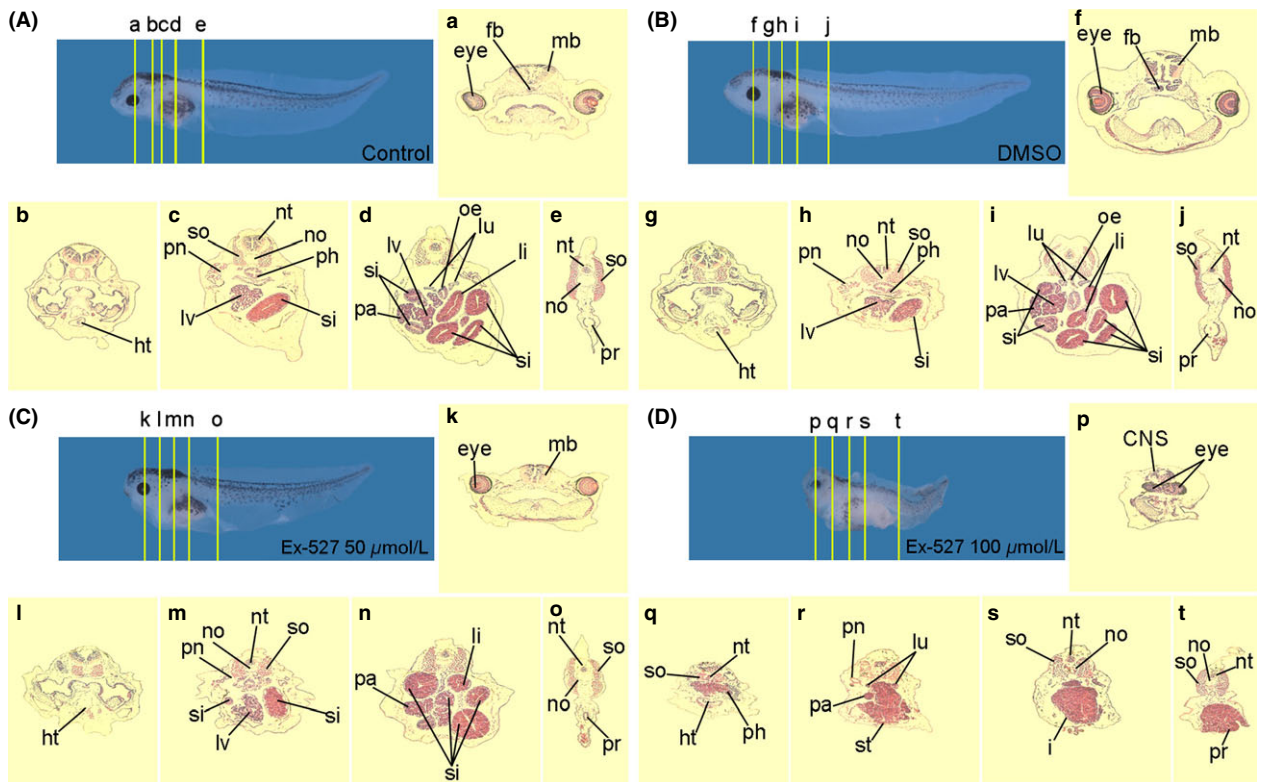 (A)
a bcd e
Control
a
fb mb
eye
b
ht
c
nt
so no
pn ph
lv si
d
oe
lu
lv li
si
pa
si
e
nt so
no
pr
(B)
f gh i j
DMSO
f
eye fb mb
g
ht
h
nt so
no ph
pn
lv
si
i
oe
lu li
lv
pa
si si
j
so nt
no
pr
(C)
k l mn o
Ex-527 50 µmol/L
k
eye mb
l
ht
m
nt
no so
pn
si si
lv
n
li
pa
si
o
nt
so
no
pr
(D)
p q r s t
Ex-527 100 µmol/L
p
CNS
eye
q
nt
so
ht ph
r
pn lu
pa
st
s
nt
so no
i
t
no
so nt
pr